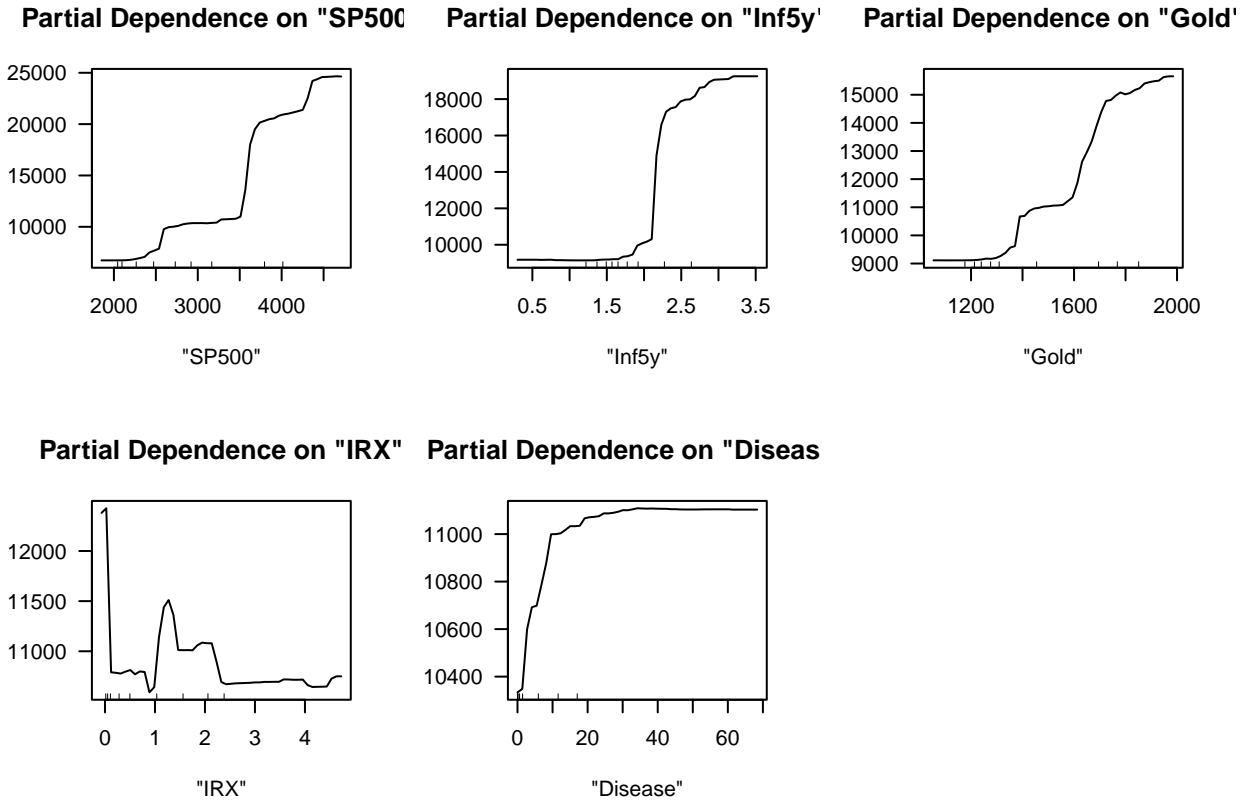 Partial Dependence on "SP500
25000
20000
15000
10000
2000 3000 4000
"SP500"
Partial Dependence on "Inf5y"
18000
16000
14000
12000
10000
0.5 1.5 2.5 3.5
"Inf5y"
Partial Dependence on "Gold"
15000
14000
13000
12000
11000
10000
9000
1200 1600 2000
"Gold"
Partial Dependence on "IRX"
12000
11500
11000
0 1 2 3 4
"IRX"
Partial Dependence on "Diseas
11000
10800
10600
10400
0 20 40 60
"Disease"